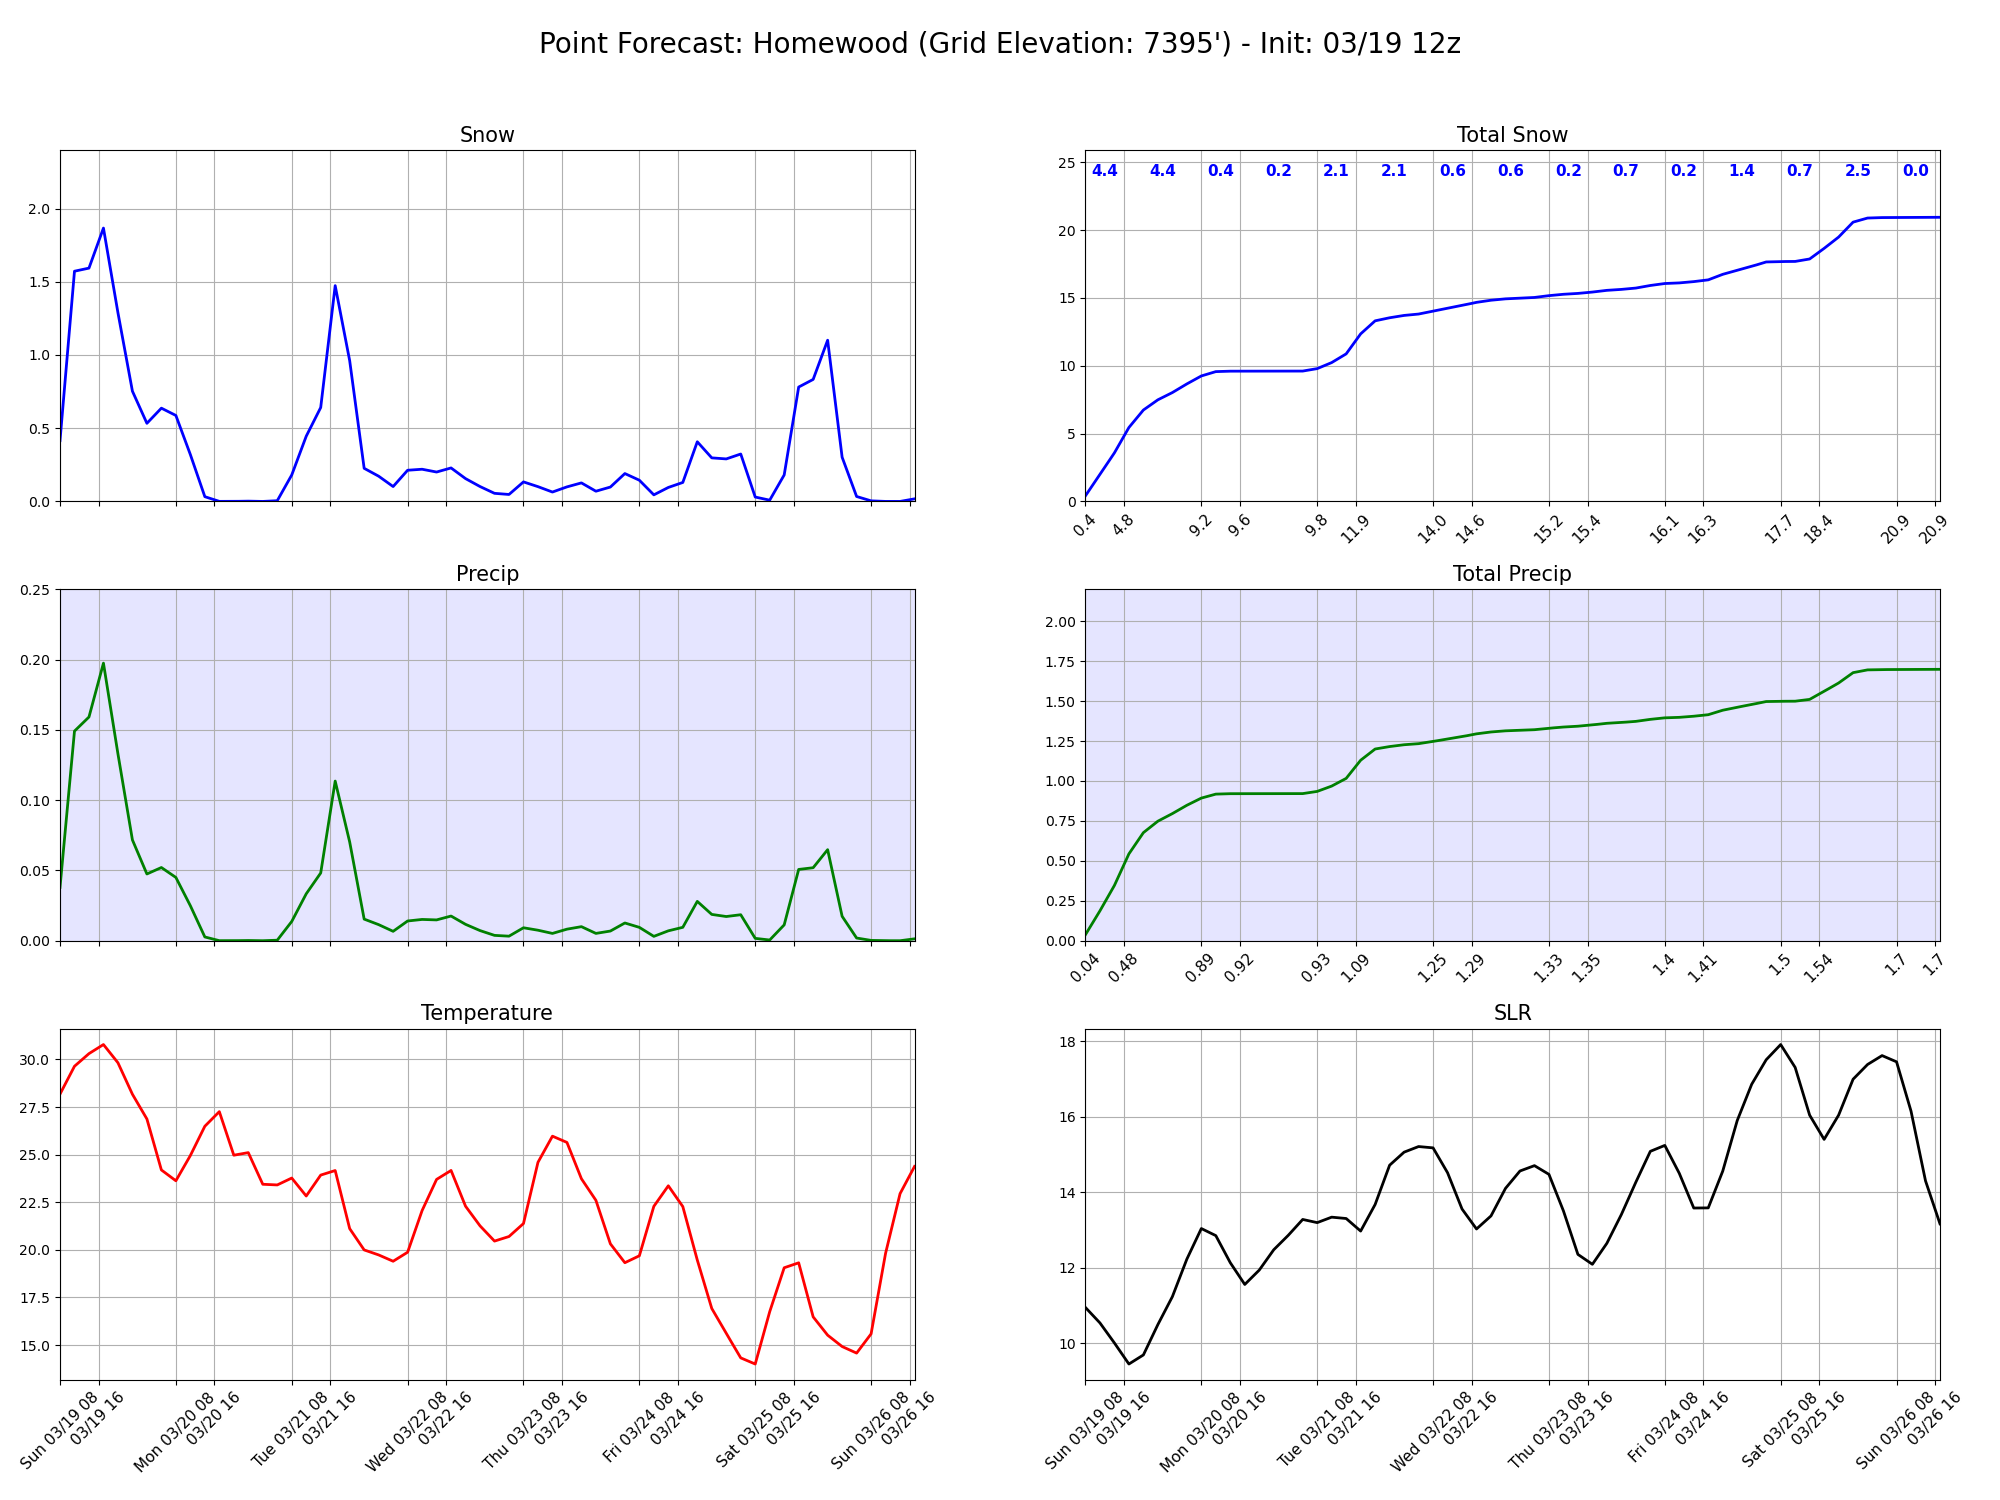 Point Forecast: Homewood (Grid Elevation: 7395') - Init: 03/19 12z
Snow
2.0
1.5
1.0
0.5
0.0
Total Snow
4.4 4.4 0.4 0.2 2.1 2.1 0.6 0.6 0.2 0.7 0.2 1.4 0.7 2.5 0.0
25
20
15
10
5
0
0.4 4.8 9.2 9.6 9.8 11.9 14.0 14.6 15.2 15.4 16.1 16.3 17.7 18.4 20.9 20.9
Precip
0.25
0.20
0.15
0.10
0.05
0.00
Total Precip
2.00
1.75
1.50
1.25
1.00
0.75
0.50
0.25
0.00
0.04 0.48 0.89 0.92 0.93 1.09 1.25 1.29 1.33 1.35 1.4 1.41 1.5 1.54 1.7 1.7
Temperature
30.0
27.5
25.0
22.5
20.0
17.5
15.0
Sun 03/19 08
03/19 16
Mon 03/20 08
03/20 16
Tue 03/21 08
03/21 16
Wed 03/22 08
03/22 16
Thu 03/23 08
03/23 16
Fri 03/24 08
03/24 16
Sat 03/25 08
03/25 16
Sun 03/26 08
03/26 16
SLR
18
16
14
12
10
Sun 03/19 08
03/19 16
Mon 03/20 08
03/20 16
Tue 03/21 08
03/21 16
Wed 03/22 08
03/22 16
Thu 03/23 08
03/23 16
Fri 03/24 08
03/24 16
Sat 03/25 08
03/25 16
Sun 03/26 08
03/26 16